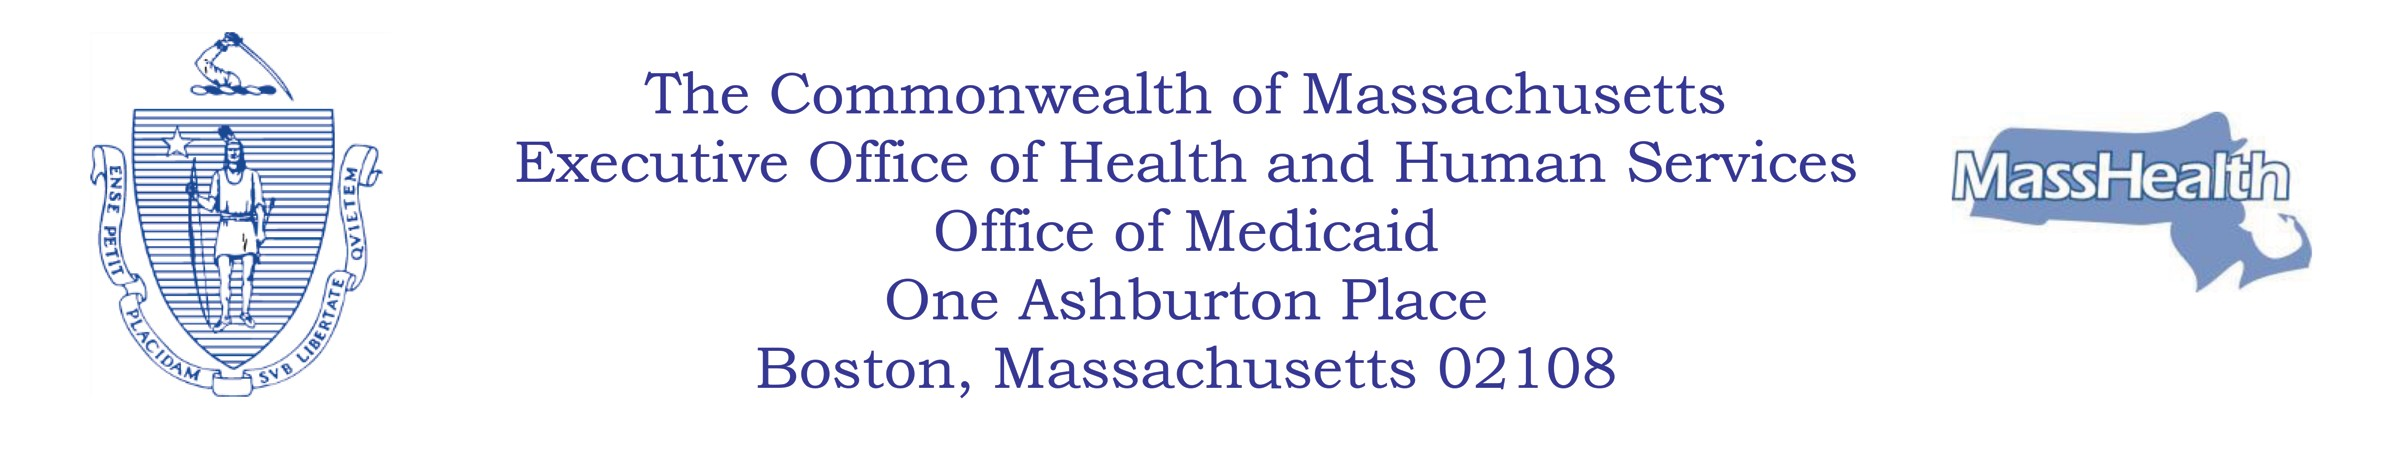 ENSE PETIT PLACIDAM SVB LIBERTATE QVIETEM
The Commonwealth of Massachusetts
Executive Office of Health and Human Services
Office of Medicaid
One Ashburton Place
Boston, Massachusetts 02108
MassHealth